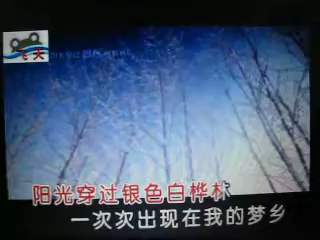 飞天
阳光穿过银色白桦林
一次次出现在我的梦乡